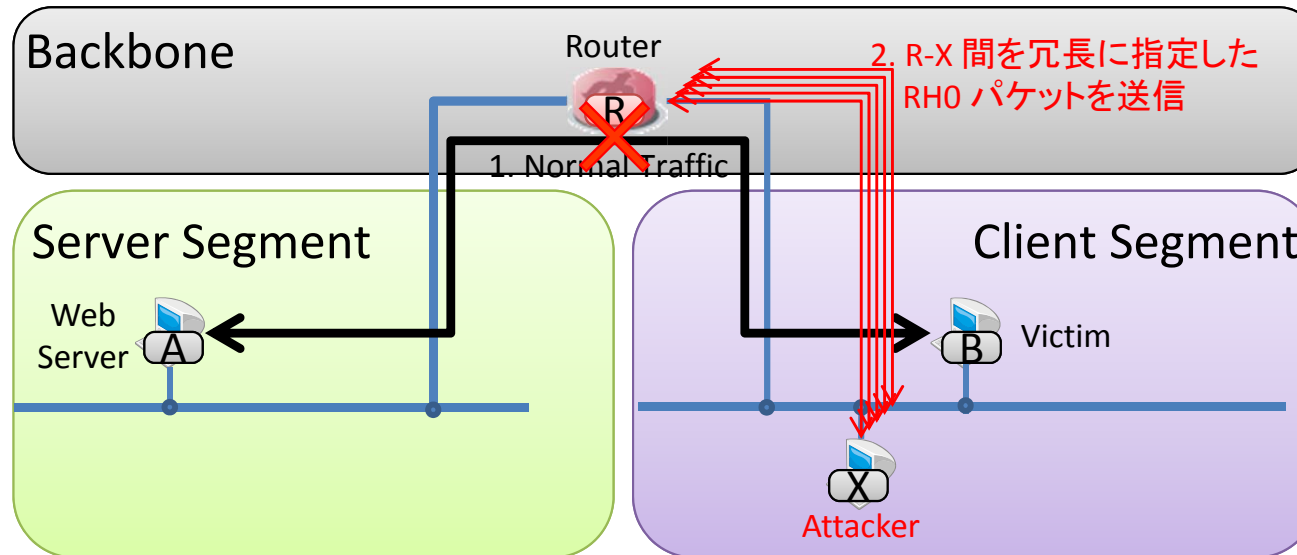 Backbone
Router
R
2. R-X 間を冗長に指定した
RH0 パケットを送信
1. Normal Traffic
Server Segment
Client Segment
Web
Server
A
B
Victim
X
Attacker